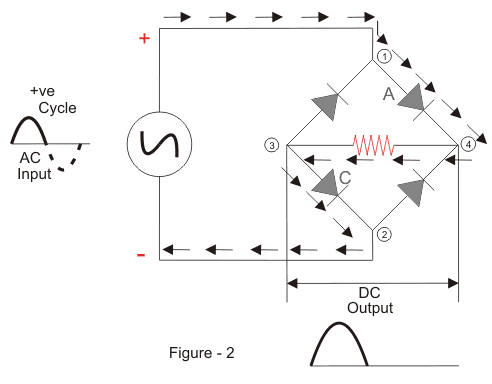 +
+ve
Cycle
AC
Input
1
A
3
4
C
2
-
DC
Output
Figure - 2